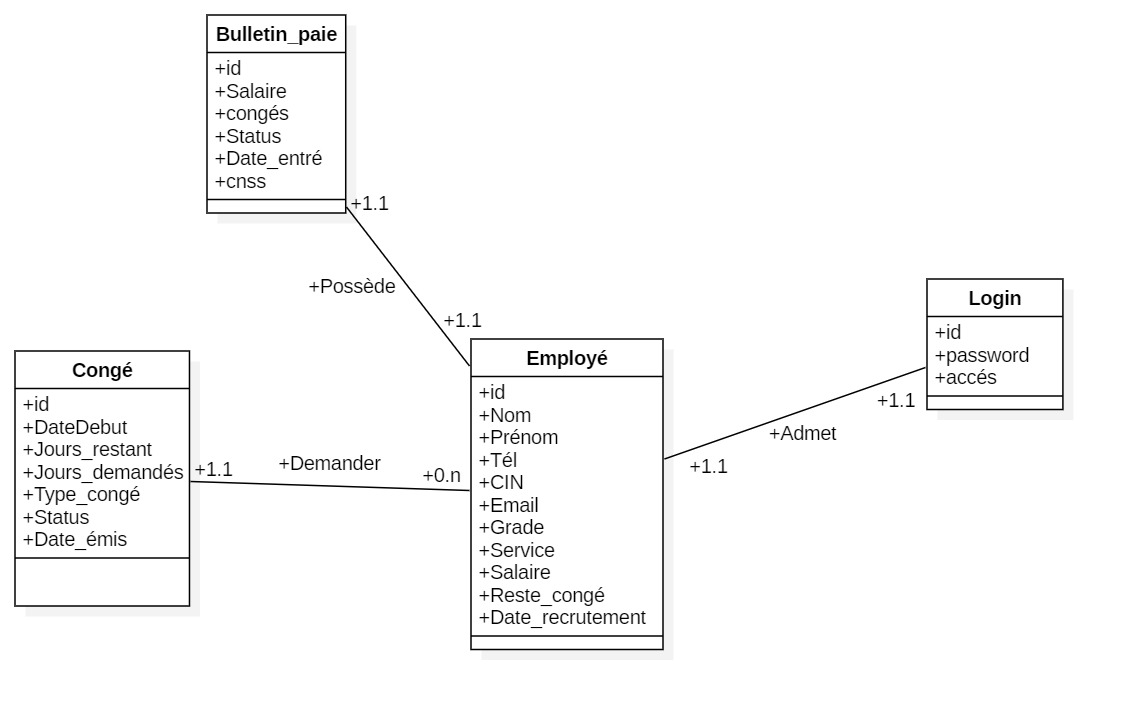 Bulletin_paie
+id
+Salaire
+congés
+Status
+Date_entré
+cnss
+1.1
+Possède
+1.1
Login
+id
+password
+accés
+1.1
+Admet
+1.1
Employé
+id
+Nom
+Prénom
+Tél
+CIN
+Email
+Grade
+Service
+Salaire
+Reste_congé
+Date_recrutement
Congé
+id
+DateDebut
+Jours_restant
+Jours_demandés
+Type_congé
+Status
+Date_émis
+1.1
+Demander
+0.n